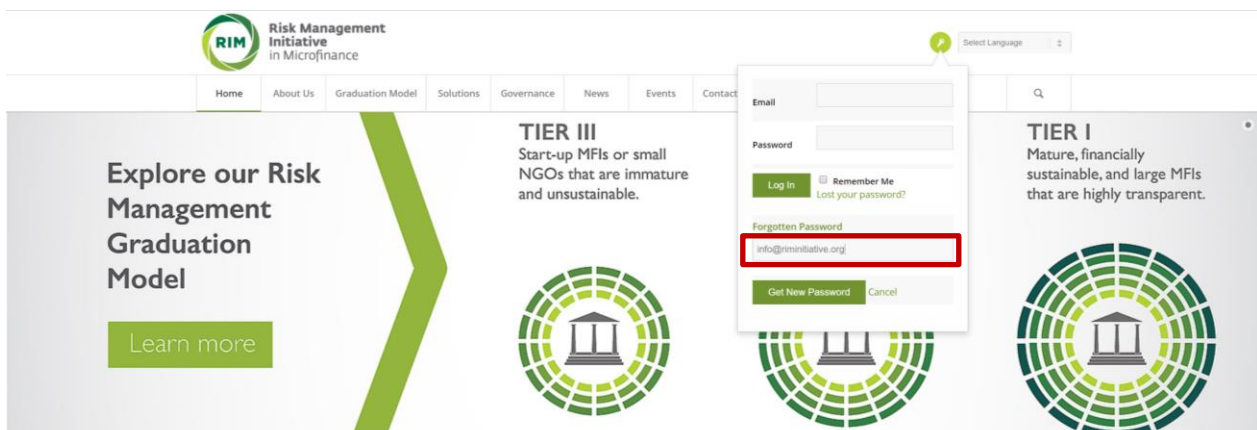 RIM
Risk Management
Initiative
in Microfinance
Select Language
Home
About Us
Graduation Model
Solutions
Governance
News
Events
Contact
Explore our Risk
Management
Graduation
Model
Learn more
TIER III
Start-up MFIs or small
NGOs that are immature
and unsustainable.
Email
Password
Log In
Remember Me
Lost your password?
Forgotten Password
info@riminitiative.org
Get New Password
Cancel
TIER I
Mature, financially
sustainable, and large MFIs
that are highly transparent.